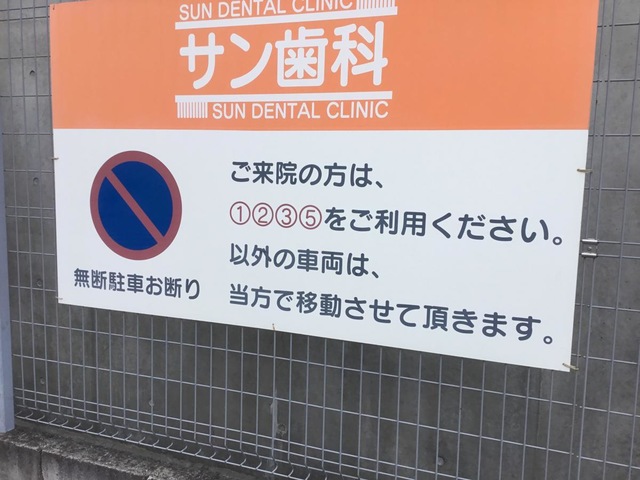 SUN DENTAL CLINIC
サン歯科
SUN DENTAL CLINIC
ご来院の方は、
①②③⑤をご利用ください。
以外の車両は、
当方で移動させて頂きます。
無断駐車お断り